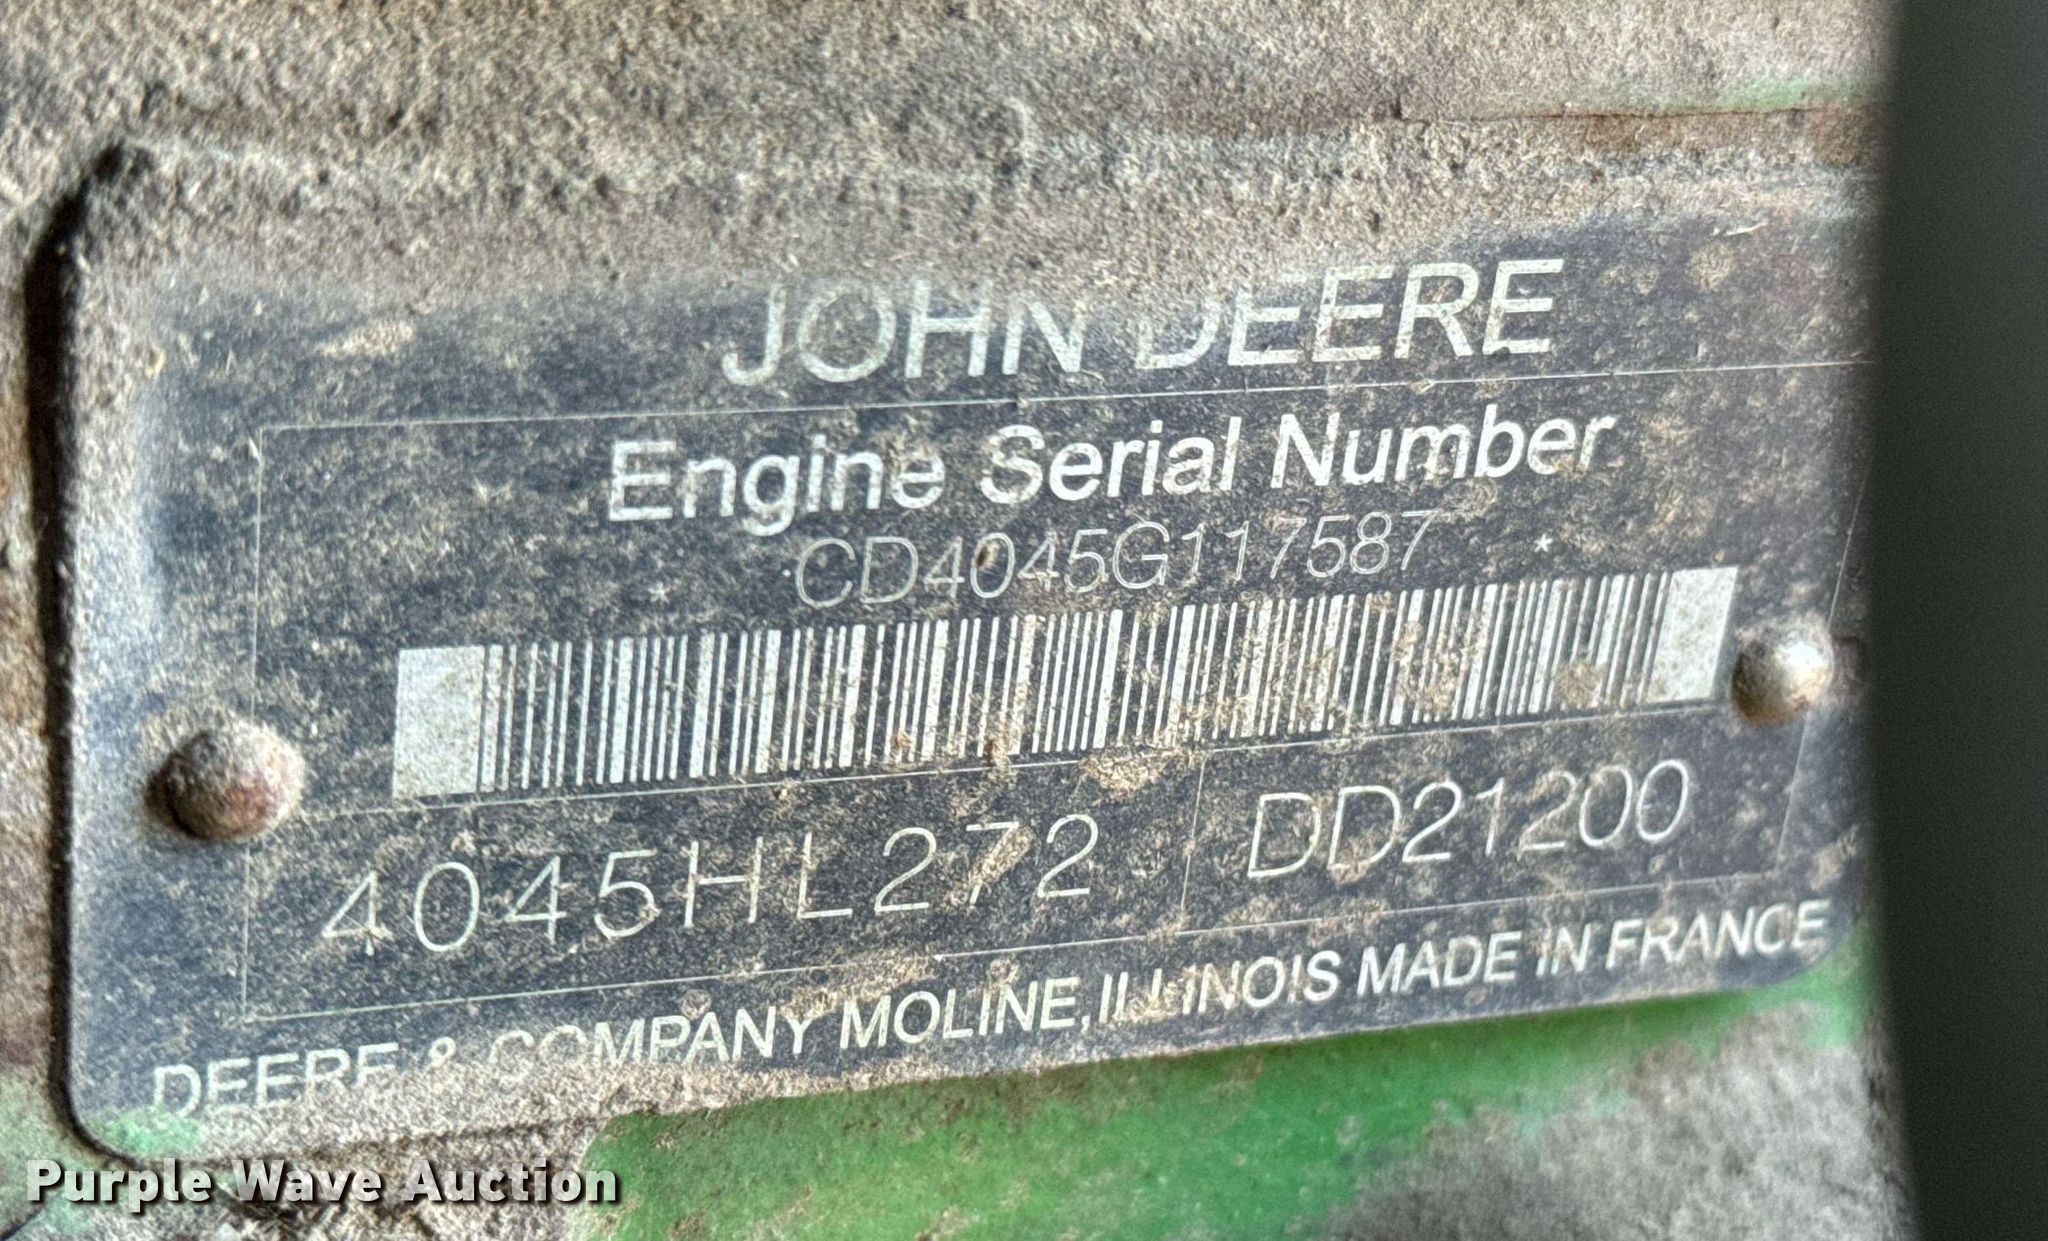 JOHN DEERE
Engine Serial Number
* CD4045G117587 *
4045HL272 DD21200
DEERE & COMPANY MOLINE, ILLINOIS MADE IN FRANCE
Purple Wave Auction